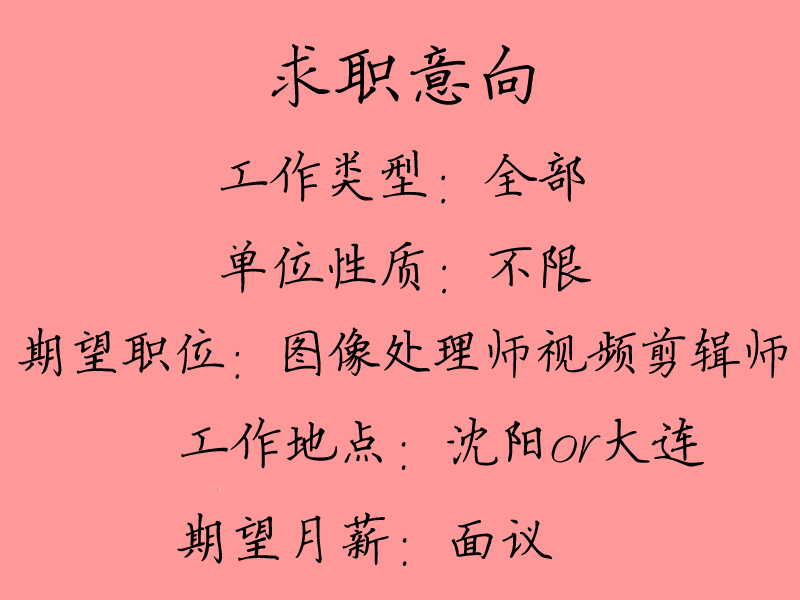 求职意向
工作类型：全部
单位性质：不限
期望职位：图像处理师视频剪辑师
工作地点：沈阳or大连
期望月薪：面议